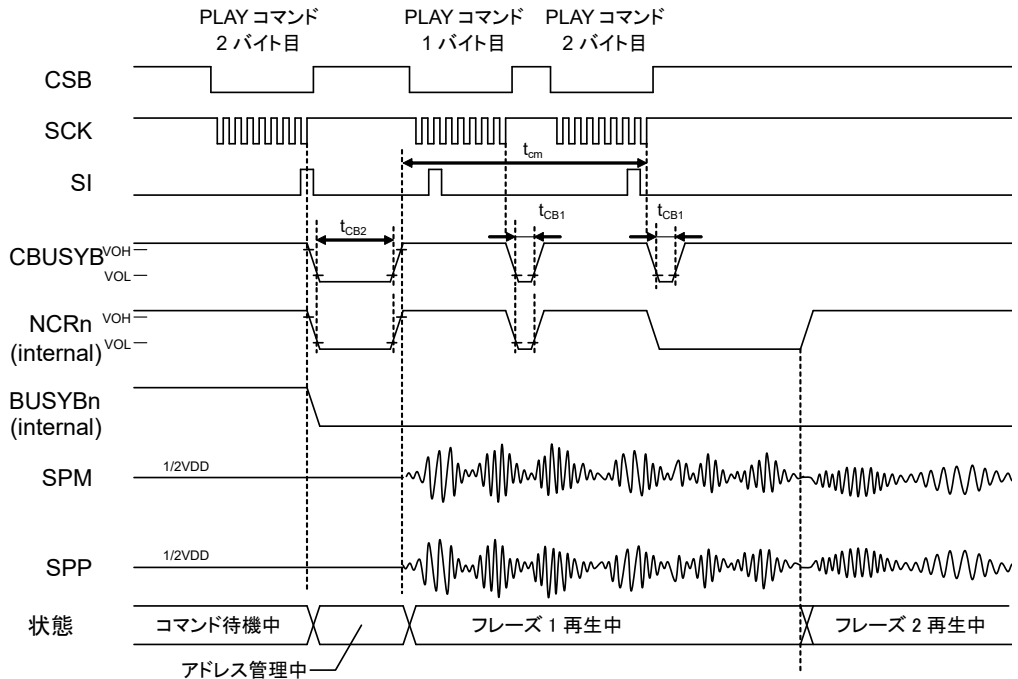 PLAY コマンド
2 バイト目
PLAY コマンド
1 バイト目
PLAY コマンド
2 バイト目
CSB
SCK
tcm
SI
tCB2
tCB1
tCB1
CBUSYB
VOH
VOL
NCRn
(internal)
VOH
VOL
BUSYBn
(internal)
1/2VDD
SPM
1/2VDD
SPP
状態
コマンド待機中
フレーズ 1 再生中
フレーズ 2 再生中
アドレス管理中